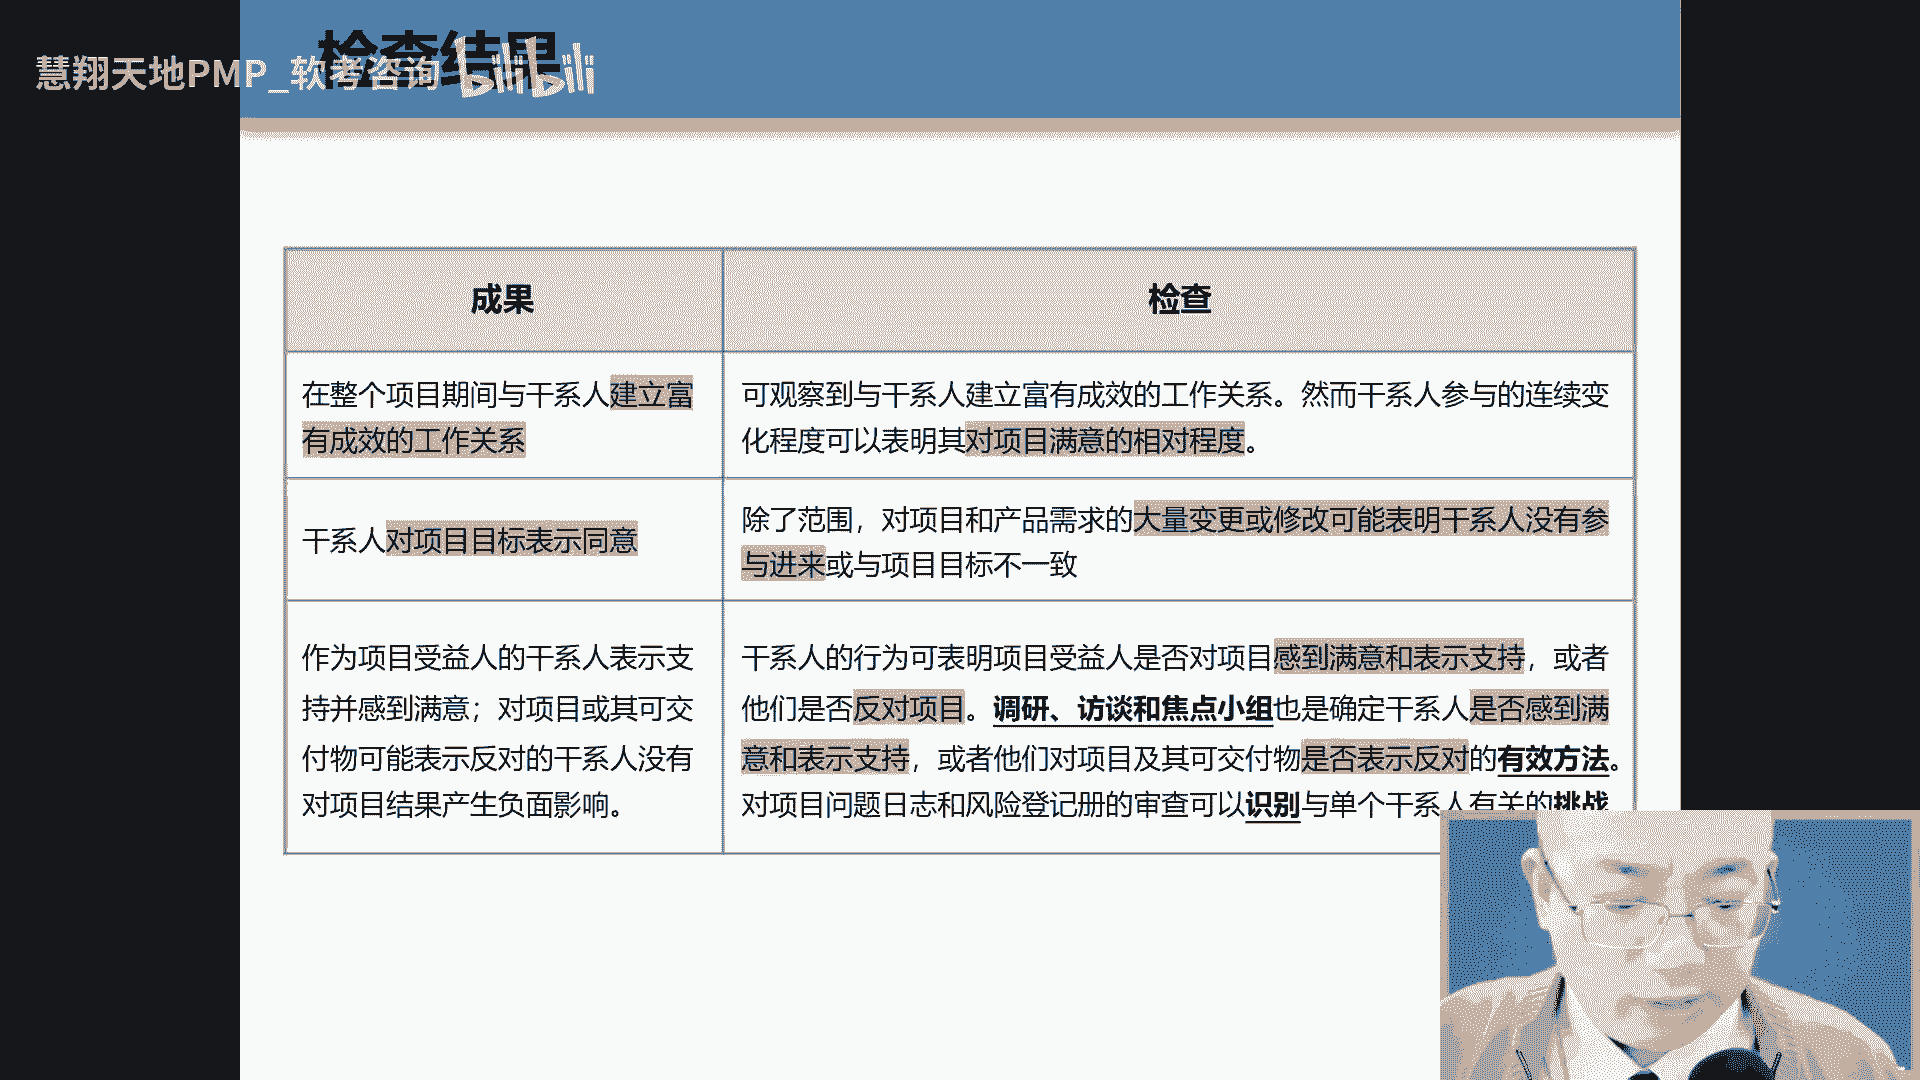 检查结果
慧翔天地PMP_软考咨询 bilibili
成果
检查
在整个项目期间与干系人建立富
有成效的工作关系
可观察到与干系人建立富有成效的工作关系。然而干系人参与的连续变
化程度可以表明其对项目满意的相对程度。
干系人对项目目标表示同意
除了范围，对项目和产品需求的大量变更或修改可能表明干系人没有参
与进来或与项目目标不一致
作为项目受益人的干系人表示支
持并感到满意；对项目或其可交
付物可能表示反对的干系人没有
对项目结果产生负面影响。
干系人的行为可表明项目受益人是否对项目感到满意和表示支持，或者
他们是否反对项目。调研、访谈和焦点小组也是确定干系人是否感到满
意和表示支持，或者他们对项目及其可交付物是否表示反对的有效方法。
对项目问题日志和风险登记册的审查可以识别与单个干系人有关的挑战